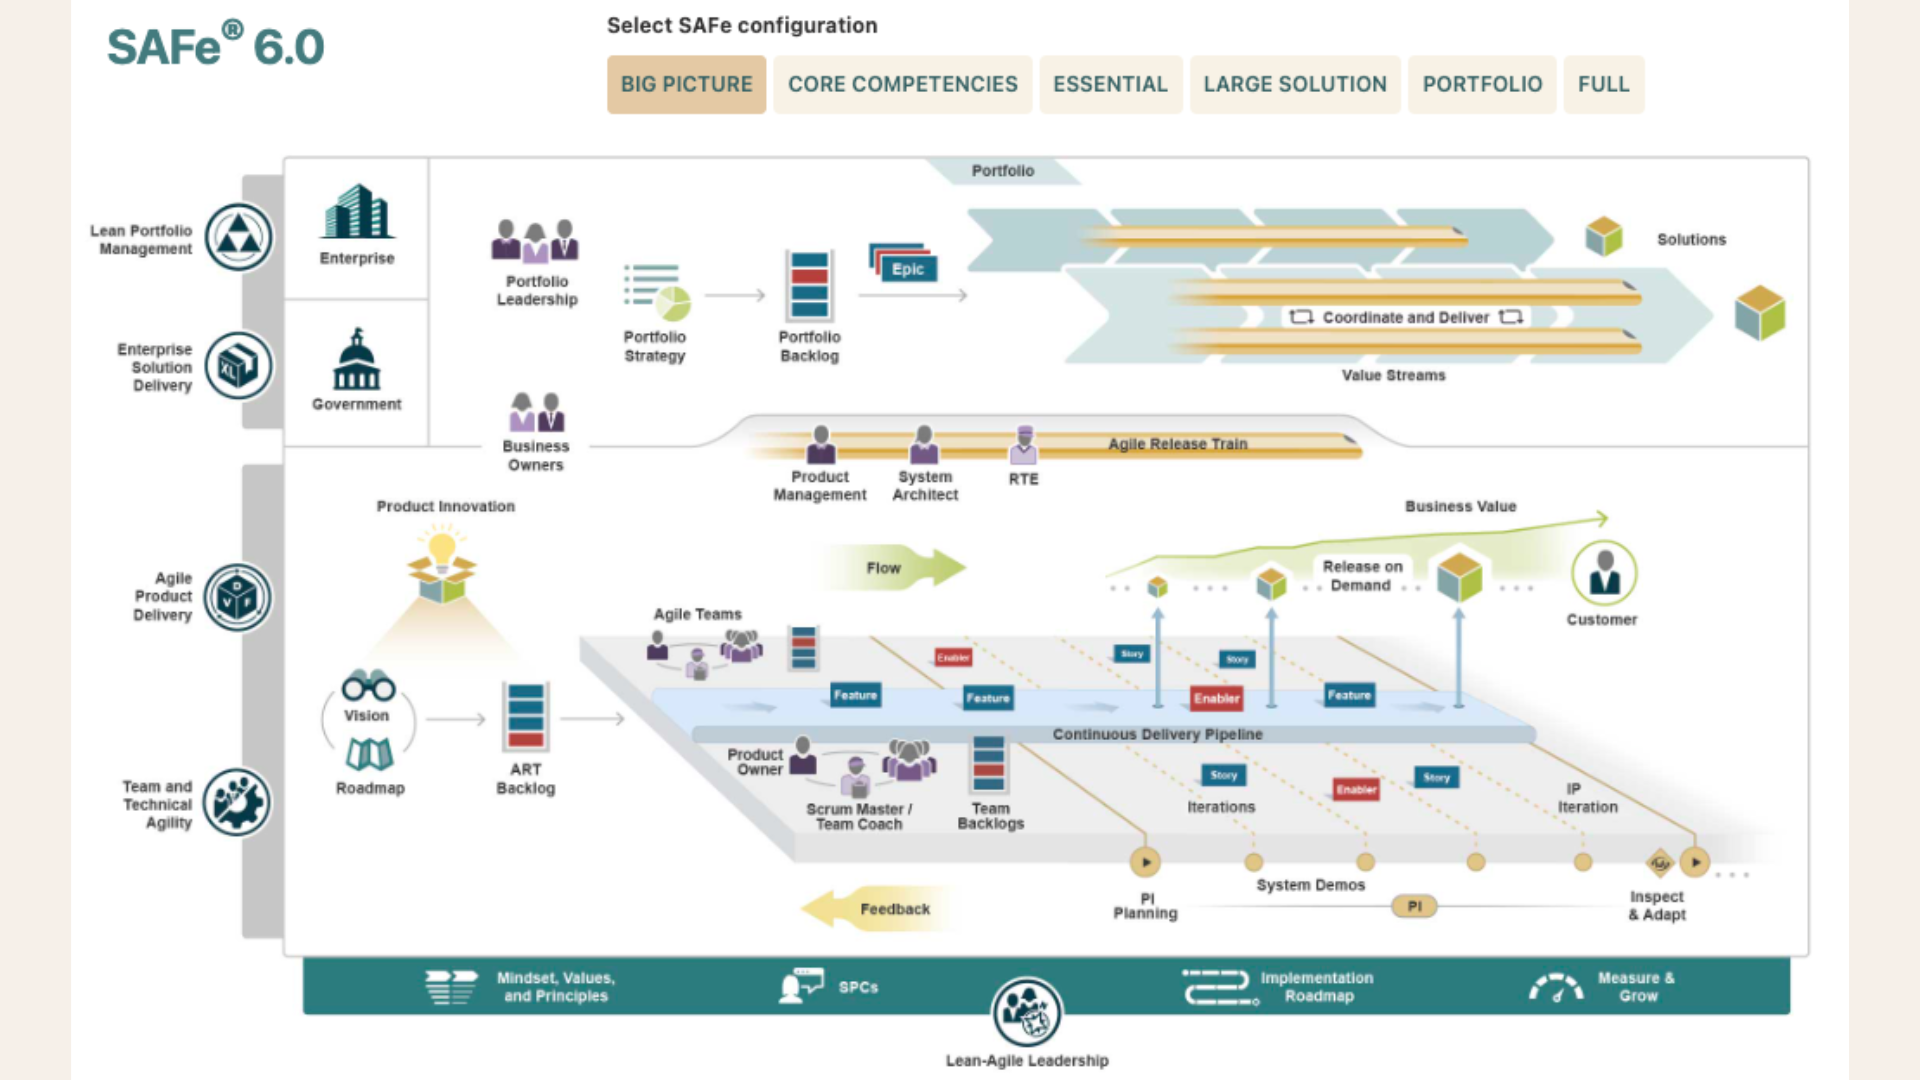 SAFe® 6.0
Select SAFe configuration
BIG PICTURE
CORE COMPETENCIES
ESSENTIAL
LARGE SOLUTION
PORTFOLIO
FULL
Portfolio
Lean Portfolio
Management
Enterprise
Portfolio
Leadership
Epic
Solutions
Coordinate and Deliver
Portfolio
Strategy
Portfolio
Backlog
Value Streams
Enterprise
Solution
Delivery
XL
Government
Business
Owners
Agile Release Train
Product
Management
System
Architect
RTE
Product Innovation
Business Value
Flow
Release on
Demand
Customer
Agile
Product
Delivery
D
V
F
Agile Teams
Enabler
Story
Story
Feature
Feature
Enabler
Feature
Vision
Roadmap
ART
Backlog
Continuous Delivery Pipeline
Product
Owner
Scrum Master /
Team Coach
Team
Backlogs
Story
Iterations
Enabler
Story
IP
Iteration
Team and
Technical
Agility
System Demos
PI
Planning
PI
Inspect
& Adapt
Feedback
Mindset, Values,
and Principles
SPCs
Implementation
Roadmap
Measure &
Grow
Lean-Agile Leadership